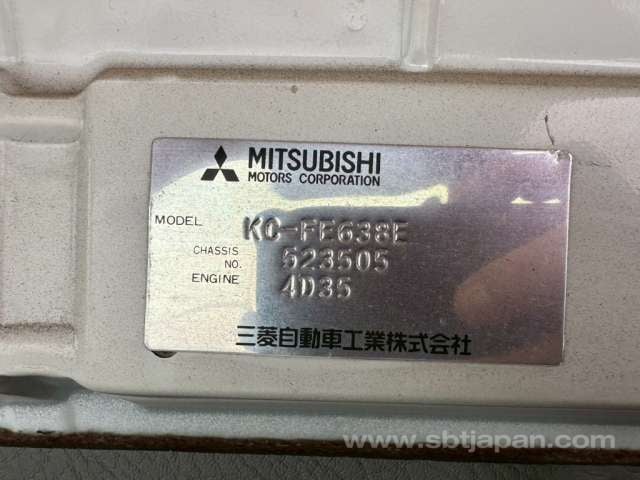 MITSUBISHI
MOTORS CORPORATION
MODEL KC-FE638E
CHASSIS NO. 523505
ENGINE 4D35
三菱自動車工業株式会社
www.sbtjapan.com